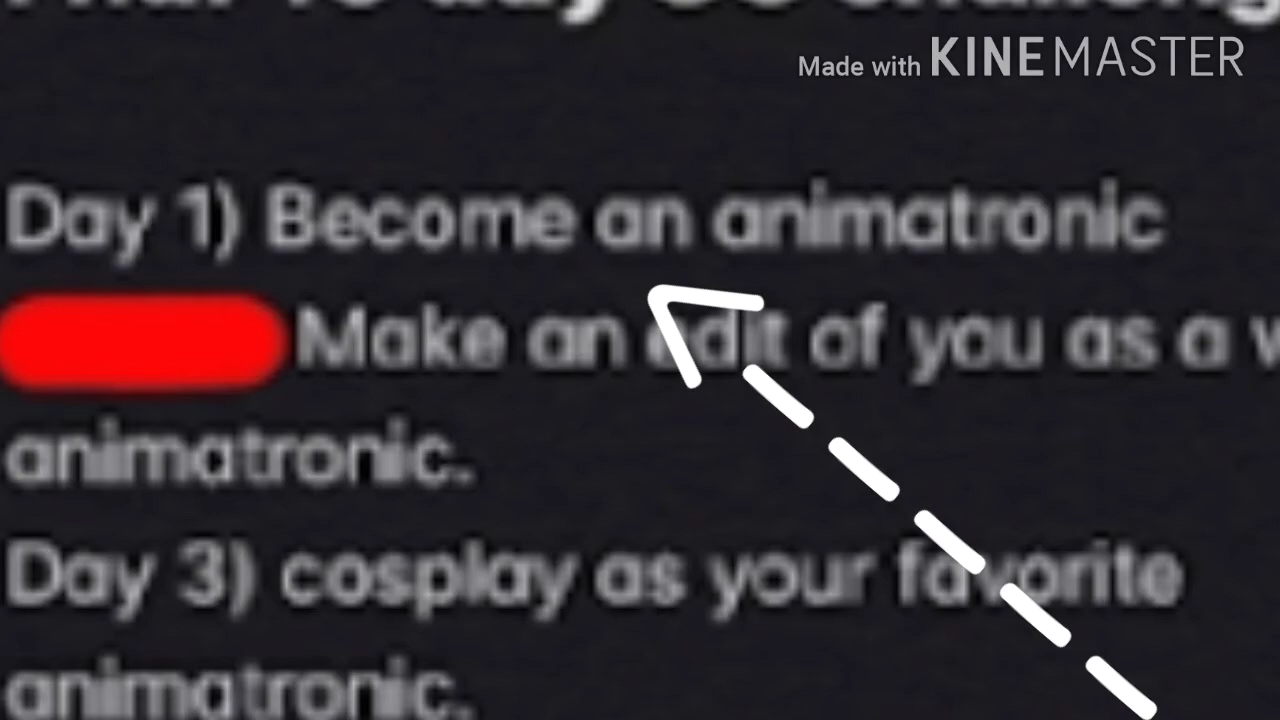 Made with KINEMASTER
Day 1) Become an animatronic
Make an edit of you as a
animatronic.
Day 3) cosplay as your favorite
animatronic.